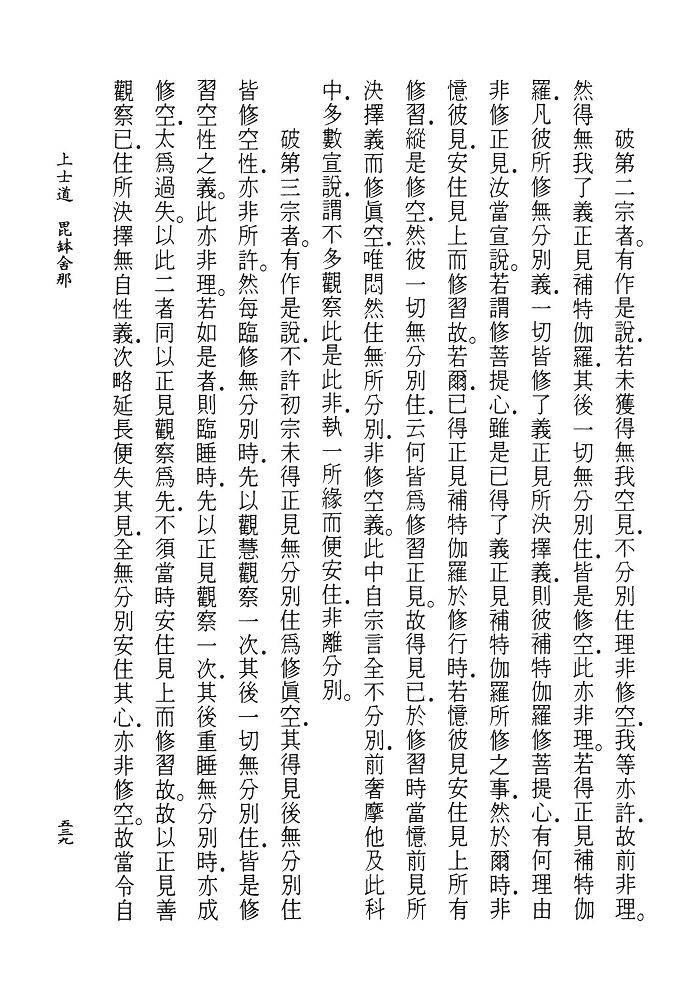 破第二宗者。有作是說．若未獲得無我空見．不分別住理非修空．我等亦許．故前非理。
然得無我了義正見補特伽羅．其後一切無分別住．皆是修空．此亦非理。若得正見補特伽
羅．凡彼所修無分別義．一切皆修了義正見所決擇義．則彼補特伽羅修菩提心．有何理由
非修正見．汝當宣說。若謂修菩提心．雖是已得了義正見補特伽羅所修之事．然於爾時．非
憶彼見．安住見上而修習故。若爾．已得正見補特伽羅於修行時．若憶彼見安住見上所有
修習．縱是修空．然彼一切無分別住．云何皆為修習正見。故得見已．於修習時當憶前見所
決擇義而修眞空．唯悶然住無所分別．非修空義。此中自宗言全不分別．前奢摩他及此科
中．多數宣說．謂不多觀察此是此非．執一所緣而便安住．非離分別。
破第三宗者。有作是說．不許初宗未得正見無分別住為修眞空．其得見後無分別住
皆修空性．亦非所許。然每臨修無分別時．先以觀慧觀察一次．其後一切無分別住．皆是修
習空性之義。此亦非理。若如是者．則臨睡時．先以正見觀察一次．其後重睡無分別時．亦成
修空．太為過失。以此二者同以正見觀察為先．不須當時安住見上而修習故。故以正見善
觀察已．住所決擇無自性義．次略延長便失其見．全無分別安住其心．亦非修空。故當令自
上士道　毘鉢舍那
五三九